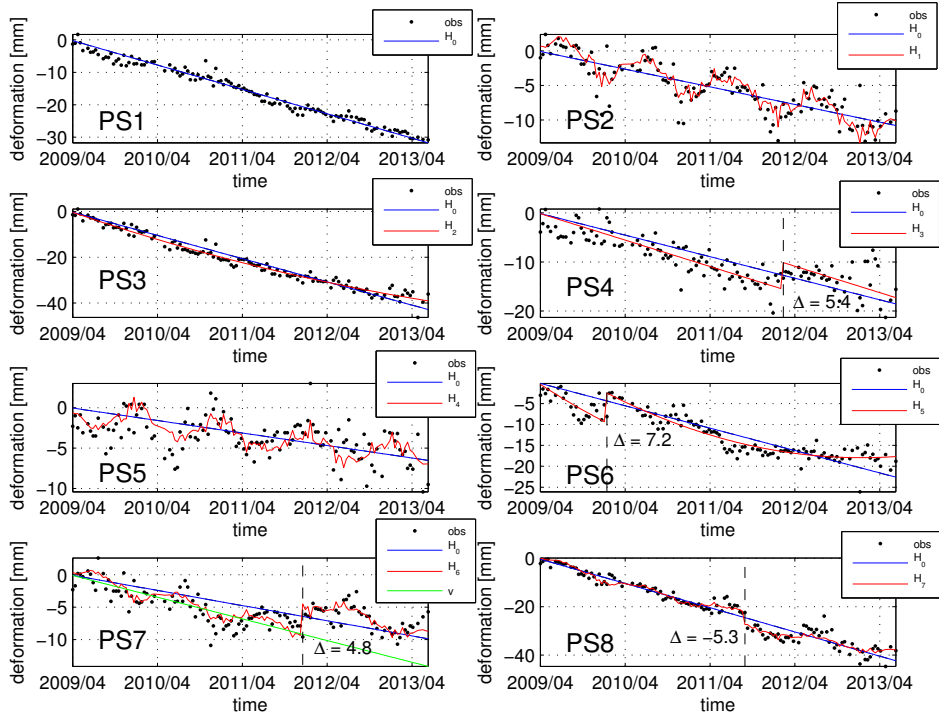 obs
H₀
deformation [mm]
0
−10
−20
−30
PS1
2009/04 2010/04 2011/04 2012/04 2013/04
time
obs
H₀
H₁
deformation [mm]
0
−5
−10
PS2
2009/04 2010/04 2011/04 2012/04 2013/04
time
obs
H₀
H₂
deformation [mm]
0
−20
−40
PS3
2009/04 2010/04 2011/04 2012/04 2013/04
time
obs
H₀
H₃
deformation [mm]
0
−10
−20
PS4
Δ = 5.4
2009/04 2010/04 2011/04 2012/04 2013/04
time
obs
H₀
H₄
deformation [mm]
0
−5
−10
PS5
2009/04 2010/04 2011/04 2012/04 2013/04
time
obs
H₀
H₅
deformation [mm]
−5
−10
−15
−20
−25
Δ = 7.2
PS6
2009/04 2010/04 2011/04 2012/04 2013/04
time
obs
H₀
H₆
v
deformation [mm]
0
−5
−10
PS7
Δ = 4.8
2009/04 2010/04 2011/04 2012/04 2013/04
time
obs
H₀
H₇
deformation [mm]
0
−20
−40
Δ = −5.3
PS8
2009/04 2010/04 2011/04 2012/04 2013/04
time